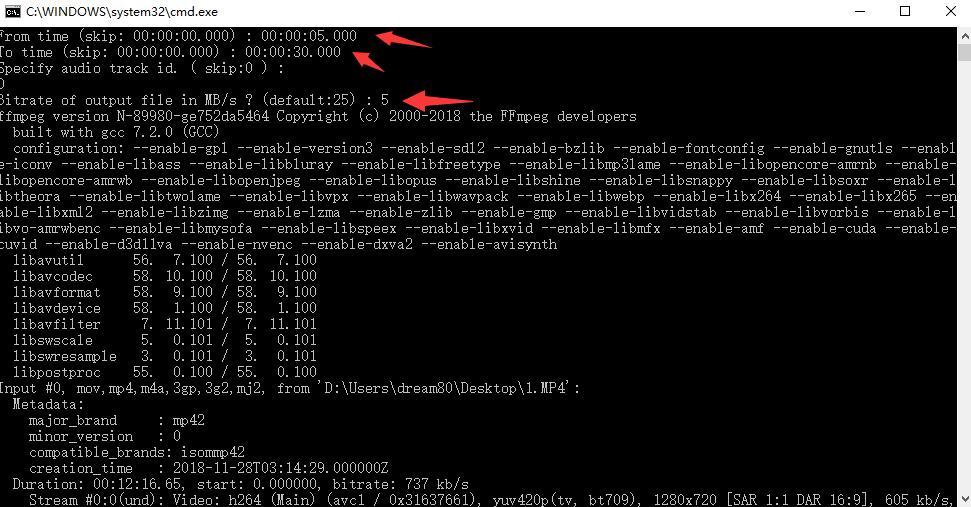 C:\WINDOWS\system32\cmd.exe
From time (skip: 00:00:00.000) : 00:00:05.000
To time (skip: 00:00:00.000) : 00:00:30.000
Specify audio track id. ( skip:0 ) :
0
Bitrate of output file in MB/s ? (default:25) : 5
ffmpeg version N-89980-ge752da5464 Copyright (c) 2000-2018 the FFmpeg developers
built with gcc 7.2.0 (GCC)
configuration: --enable-gpl --enable-version3 --enable-sdl2 --enable-bzlib --enable-fontconfig --enable-gnutls --enabl
e-iconv --enable-libass --enable-libbluray --enable-libfreetype --enable-libmp3lame --enable-libopencore-amrnb --enable-
libopencore-amrwb --enable-libopenjpeg --enable-libopus --enable-libshine --enable-libsnappy --enable-libsoxr --enable-l
ibtheora --enable-libtwolame --enable-libvpx --enable-libwavpack --enable-libwebp --enable-libx264 --enable-libx265 --en
able-libxml2 --enable-libzimg --enable-lzma --enable-zlib --enable-gmp --enable-libvidstab --enable-libvorbis --enable-l
ibvo-amrwbenc --enable-libmysofa --enable-libspeex --enable-libxvid --enable-libmfx --enable-amf --enable-cuda --enable-
cuvid --enable-d3d11va --enable-nvenc --enable-dxva2 --enable-avisynth
libavutil 56. 7.100 / 56. 7.100
libavcodec 58. 10.100 / 58. 10.100
libavformat 58. 9.100 / 58. 9.100
libavdevice 58. 1.100 / 58. 1.100
libavfilter 7. 11.101 / 7. 11.101
libswscale 5. 0.101 / 5. 0.101
libswresample 3. 0.101 / 3. 0.101
libpostproc 55. 0.100 / 55. 0.100
Input #0, mov,mp4,m4a,3gp,3g2,mj2, from 'D:\Users\dream80\Desktop\1.MP4':
Metadata:
major_brand : mp42
minor_version : 0
compatible_brands: isommp42
creation_time : 2018-11-28T03:14:29.000000Z
Duration: 00:12:16.65, start: 0.000000, bitrate: 737 kb/s
Stream #0:0(und): Video: h264 (Main) (avc1 / 0x31637661), yuv420p(tv, bt709), 1280x720 [SAR 1:1 DAR 16:9], 605 kb/s,